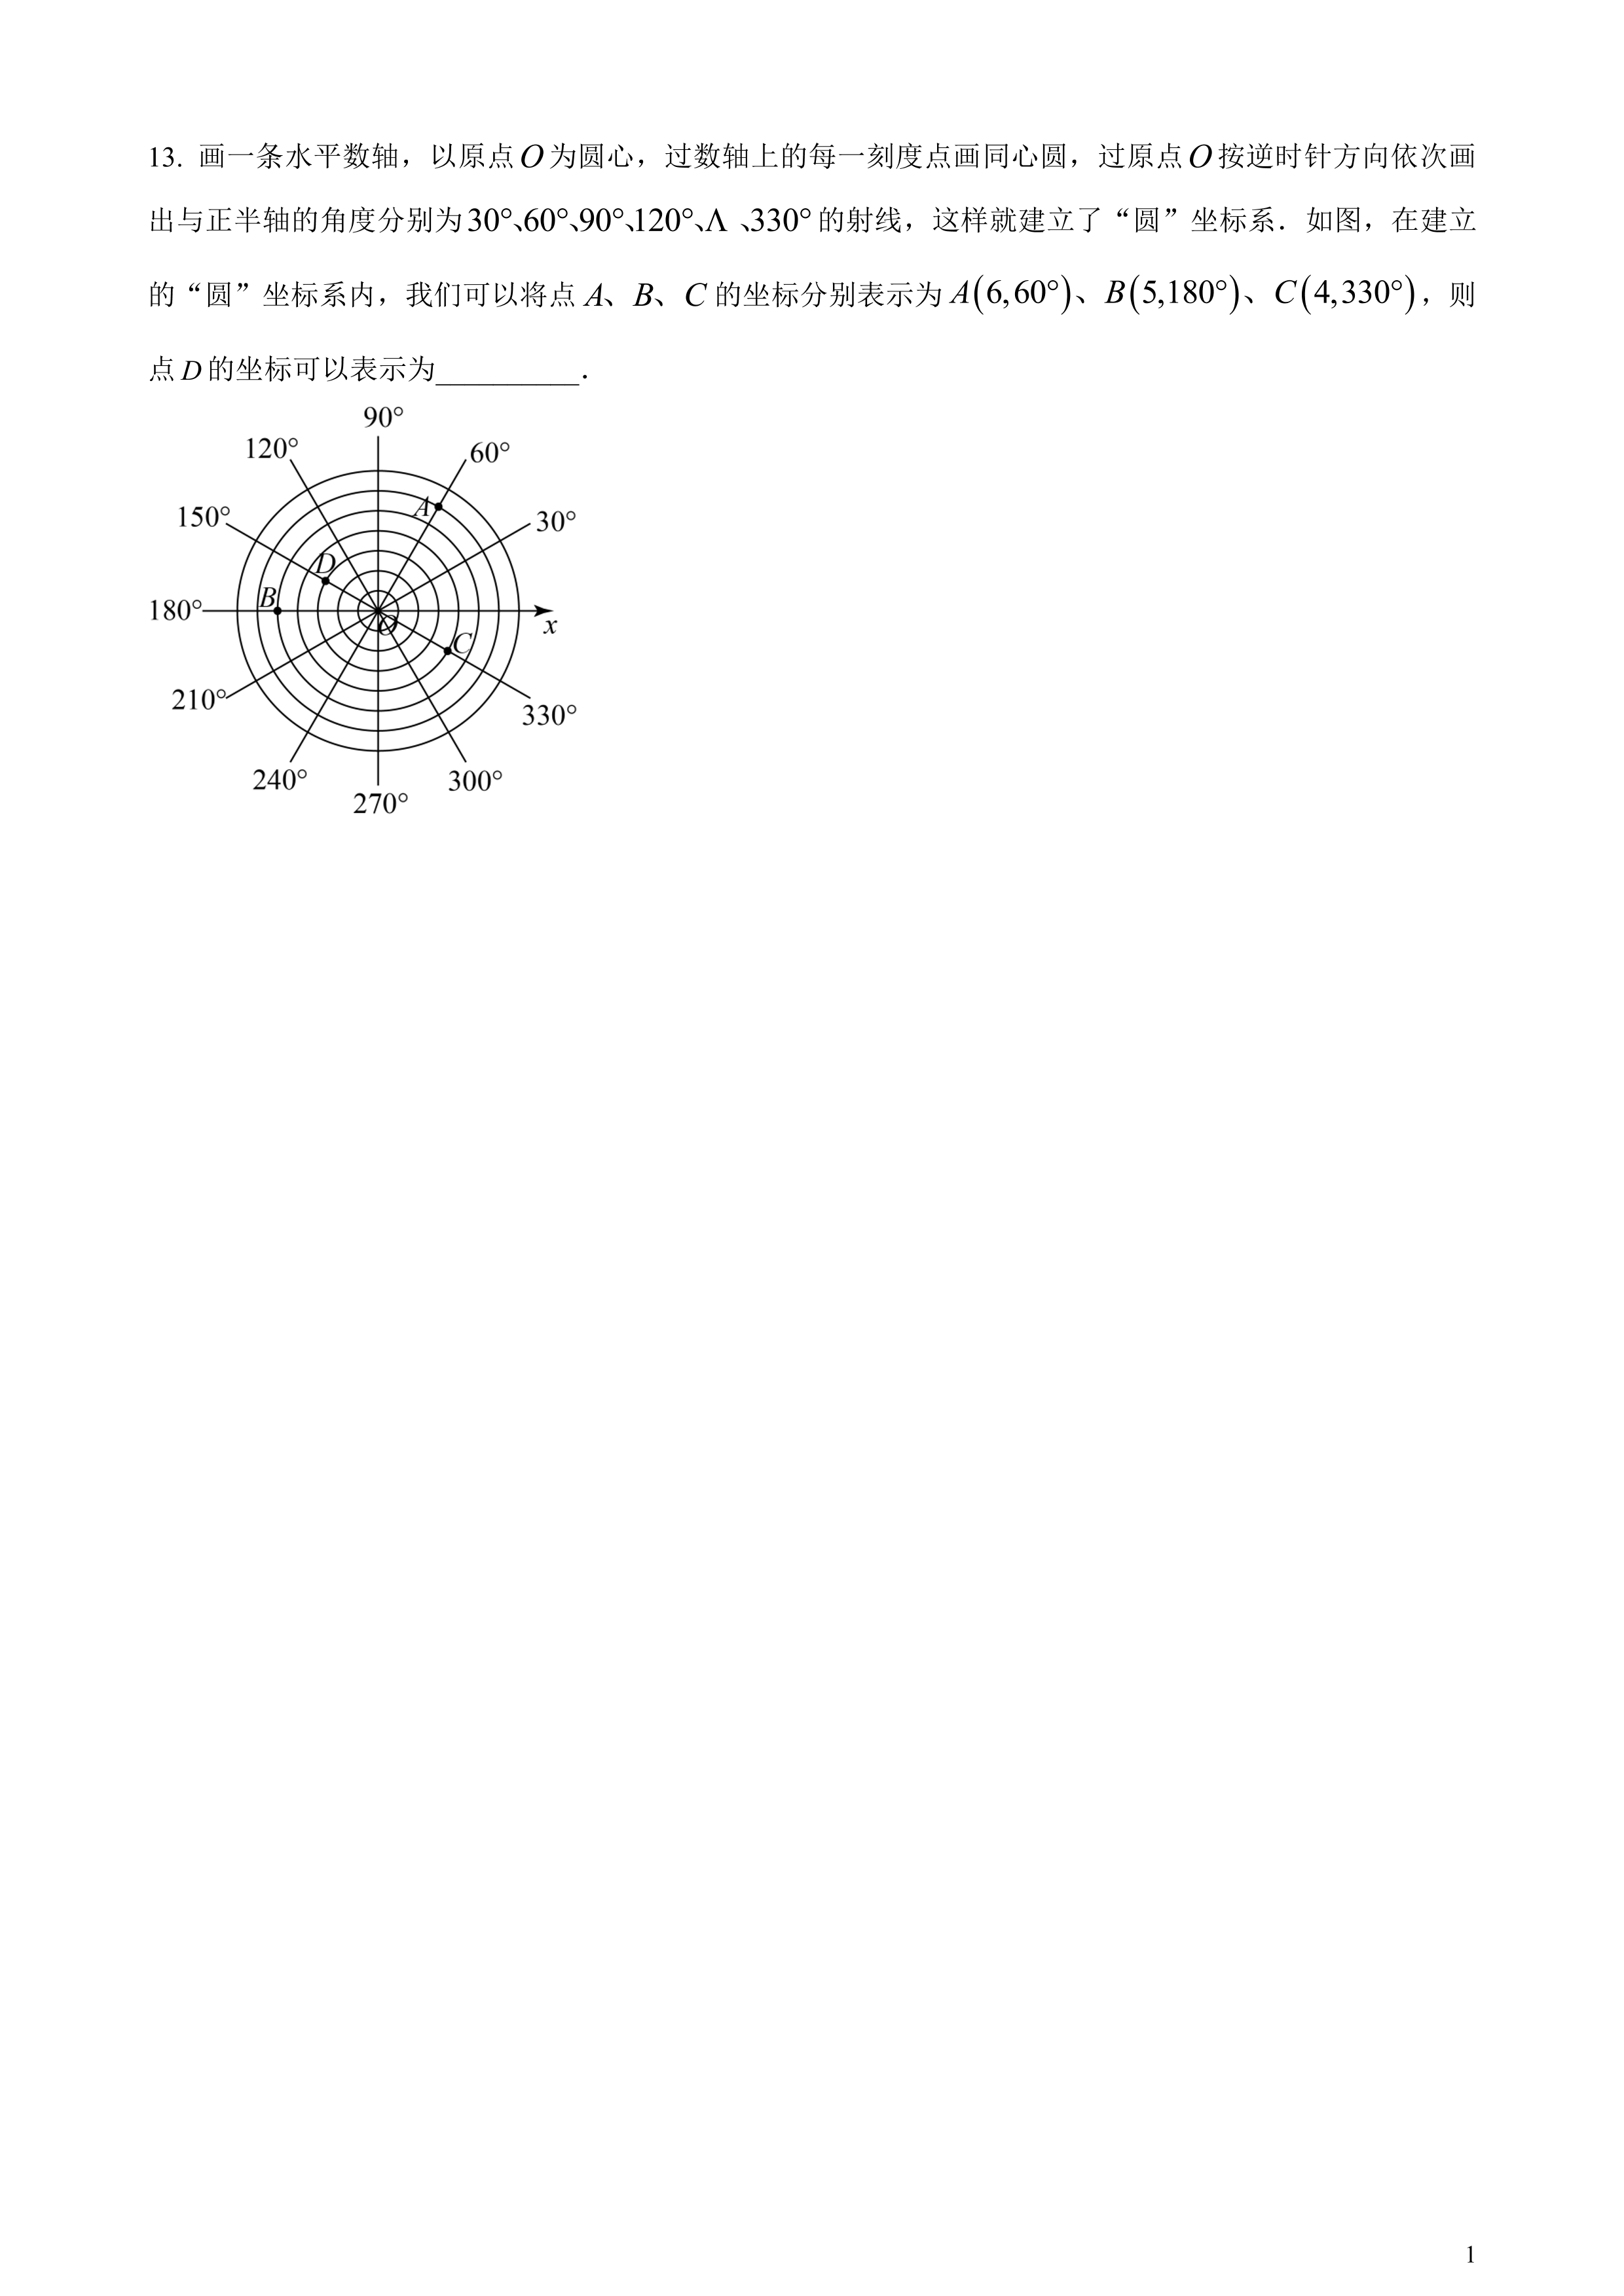 13. 画一条水平数轴，以原点O为圆心，过数轴上的每一刻度点画同心圆，过原点O按逆时针方向依次画
出与正半轴的角度分别为30°、60°、90°、120°、Λ 、330°的射线，这样就建立了“圆”坐标系．如图，在建立
的“圆”坐标系内，我们可以将点 A、B、C 的坐标分别表示为 A(6,60°)、B(5,180°)、C(4,330°)，则
点D的坐标可以表示为__________．
90°
120°
60°
A
150°
30°
D
B
180°
O
x
C
210°
330°
240°
300°
270°
1